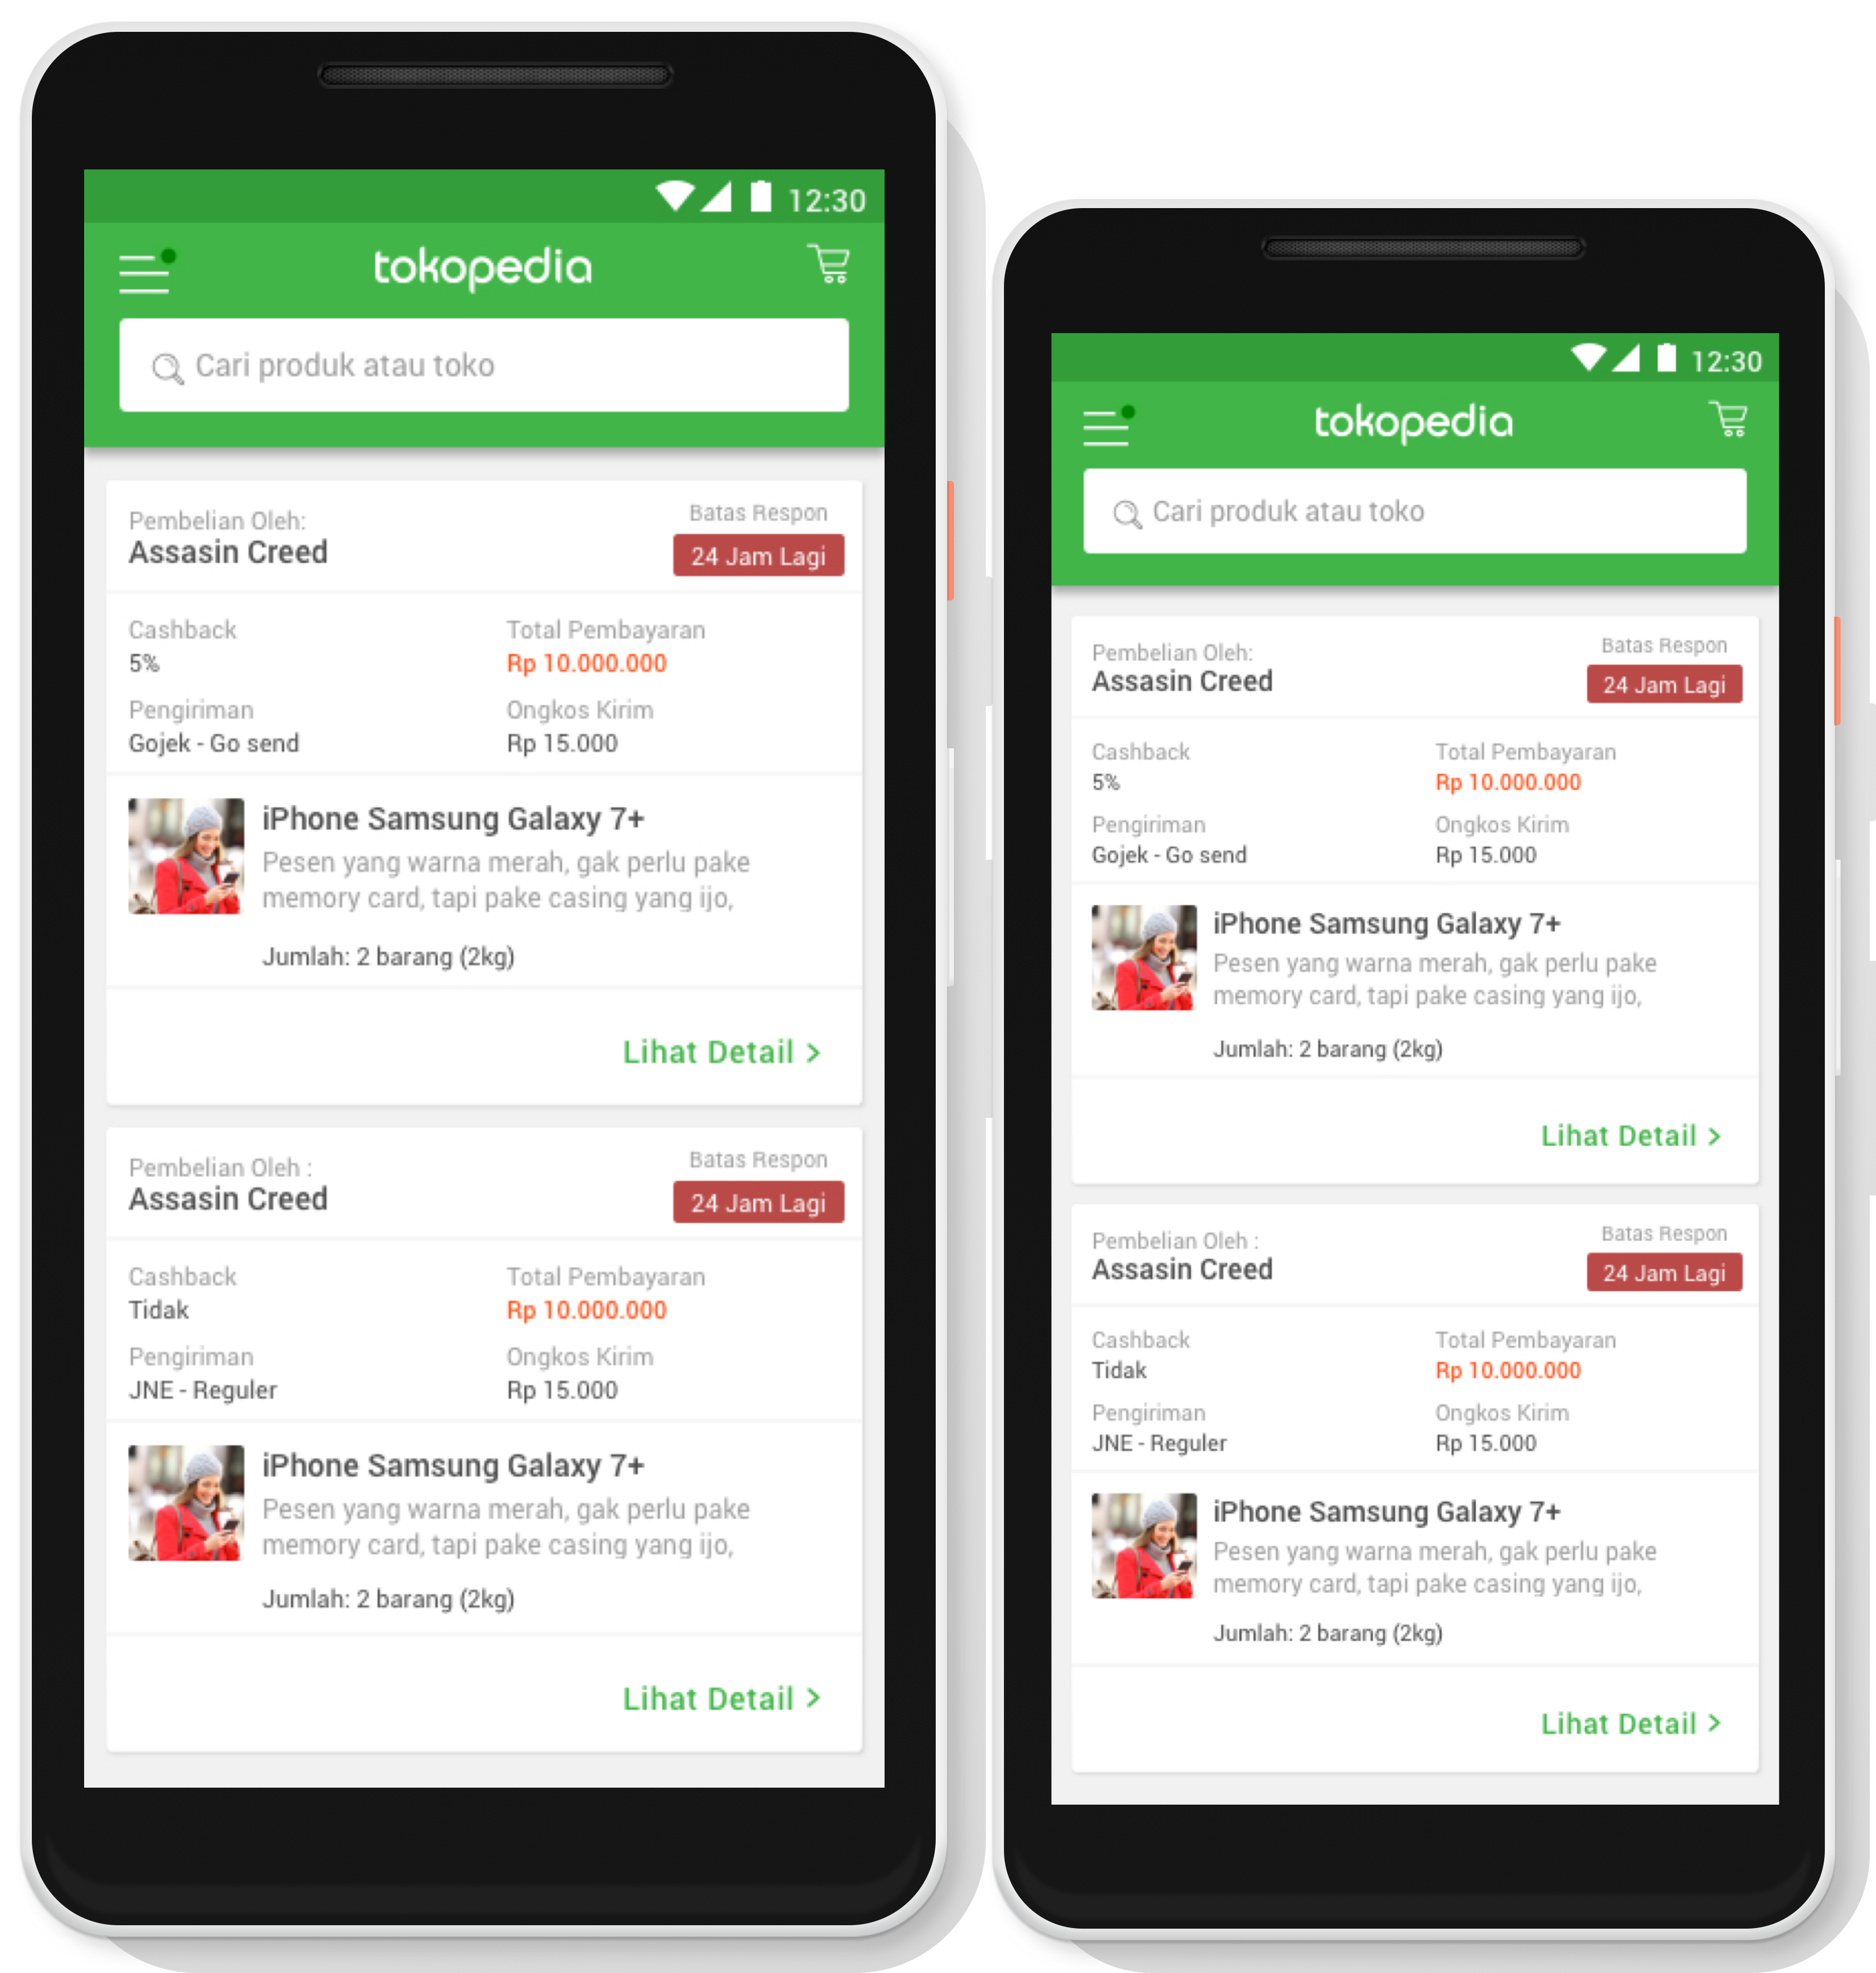 12:30
tokopedia
Cari produk atau toko
Pembelian Oleh:
Batas Respon
Assasin Creed
24 Jam Lagi
Cashback
Total Pembayaran
5%
Rp 10.000.000
Pengiriman
Ongkos Kirim
Gojek - Go send
Rp 15.000
iPhone Samsung Galaxy 7+
Pesen yang warna merah, gak perlu pake
memory card, tapi pake casing yang ijo,
Jumlah: 2 barang (2kg)
Lihat Detail >
Pembelian Oleh :
Batas Respon
Assasin Creed
24 Jam Lagi
Cashback
Total Pembayaran
Tidak
Rp 10.000.000
Pengiriman
Ongkos Kirim
JNE - Reguler
Rp 15.000
iPhone Samsung Galaxy 7+
Pesen yang warna merah, gak perlu pake
memory card, tapi pake casing yang ijo,
Jumlah: 2 barang (2kg)
Lihat Detail >
12:30
tokopedia
Cari produk atau toko
Pembelian Oleh:
Batas Respon
Assasin Creed
24 Jam Lagi
Cashback
Total Pembayaran
5%
Rp 10.000.000
Pengiriman
Ongkos Kirim
Gojek - Go send
Rp 15.000
iPhone Samsung Galaxy 7+
Pesen yang warna merah, gak perlu pake
memory card, tapi pake casing yang ijo,
Jumlah: 2 barang (2kg)
Lihat Detail >
Pembelian Oleh :
Batas Respon
Assasin Creed
24 Jam Lagi
Cashback
Total Pembayaran
Tidak
Rp 10.000.000
Pengiriman
Ongkos Kirim
JNE - Reguler
Rp 15.000
iPhone Samsung Galaxy 7+
Pesen yang warna merah, gak perlu pake
memory card, tapi pake casing yang ijo,
Jumlah: 2 barang (2kg)
Lihat Detail >